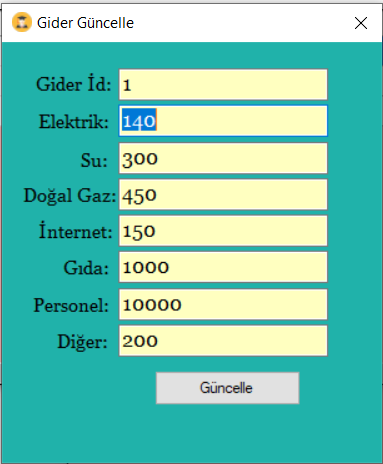 Gider Güncelle
Gider İd: 1
Elektrik: 140
Su: 300
Doğal Gaz: 450
İnternet: 150
Gıda: 1000
Personel: 10000
Diğer: 200
Güncelle